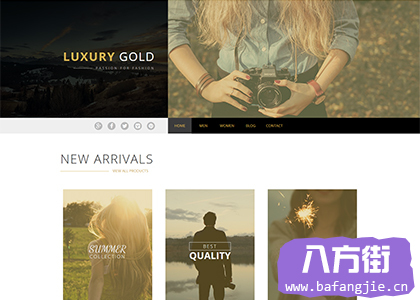 LUXURY GOLD
PASSION FOR FASHION
HOME MEN WOMEN BLOG CONTACT
NEW ARRIVALS
VIEW ALL PRODUCTS
SUMMER
COLLECTION
BEST
QUALITY
八方街
www.bafangjie.cn